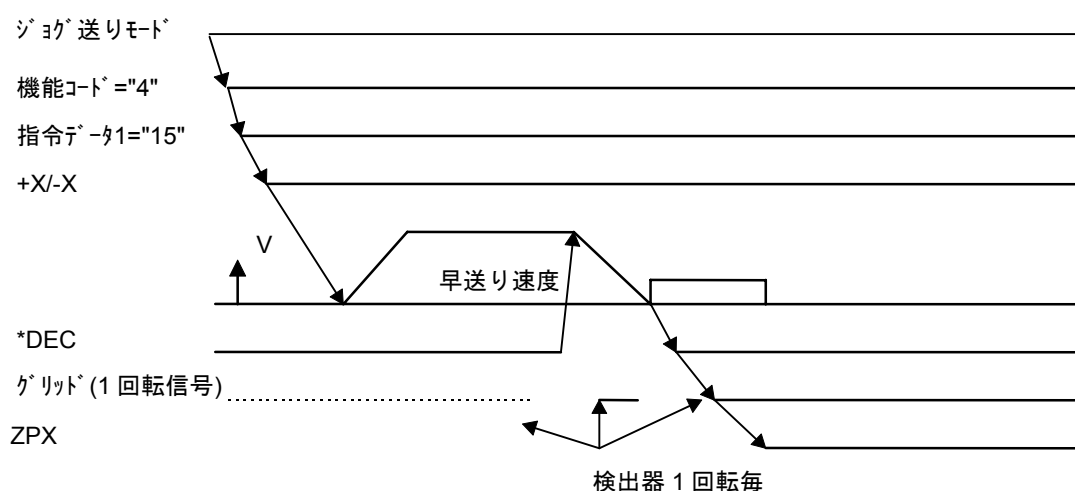 ｼﾞｮｸﾞ送りﾓｰﾄﾞ
機能ｺｰﾄﾞ="4"
指令ﾃﾞｰﾀ1="15"
+X/-X
V
早送り速度
*DEC
ｸﾞﾘｯﾄﾞ(1 回転信号)
ZPX
検出器 1 回転毎